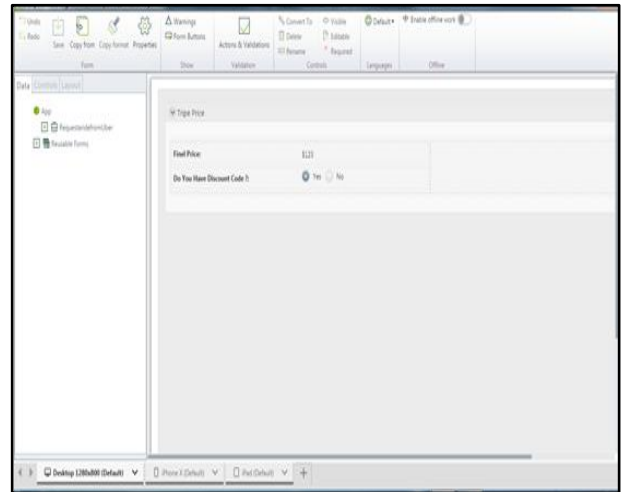 Undo
Redo
Save
Copy from
Copy format
Properties
Form
Warnings
Form Buttons
Show
Actions & Validations
Validation
Convert To
Delete
Rename
Visible
Editable
Required
Controls
Default
Languages
Enable offline work
Offline
Data Controls Layout
App
RequestaridefromUber
Reusable Forms
Tripe Price
Final Price:
Do You Have Discount Code ?:
Yes No
Desktop 1280x800 (Default)
iPhone X (Default)
iPad (Default)